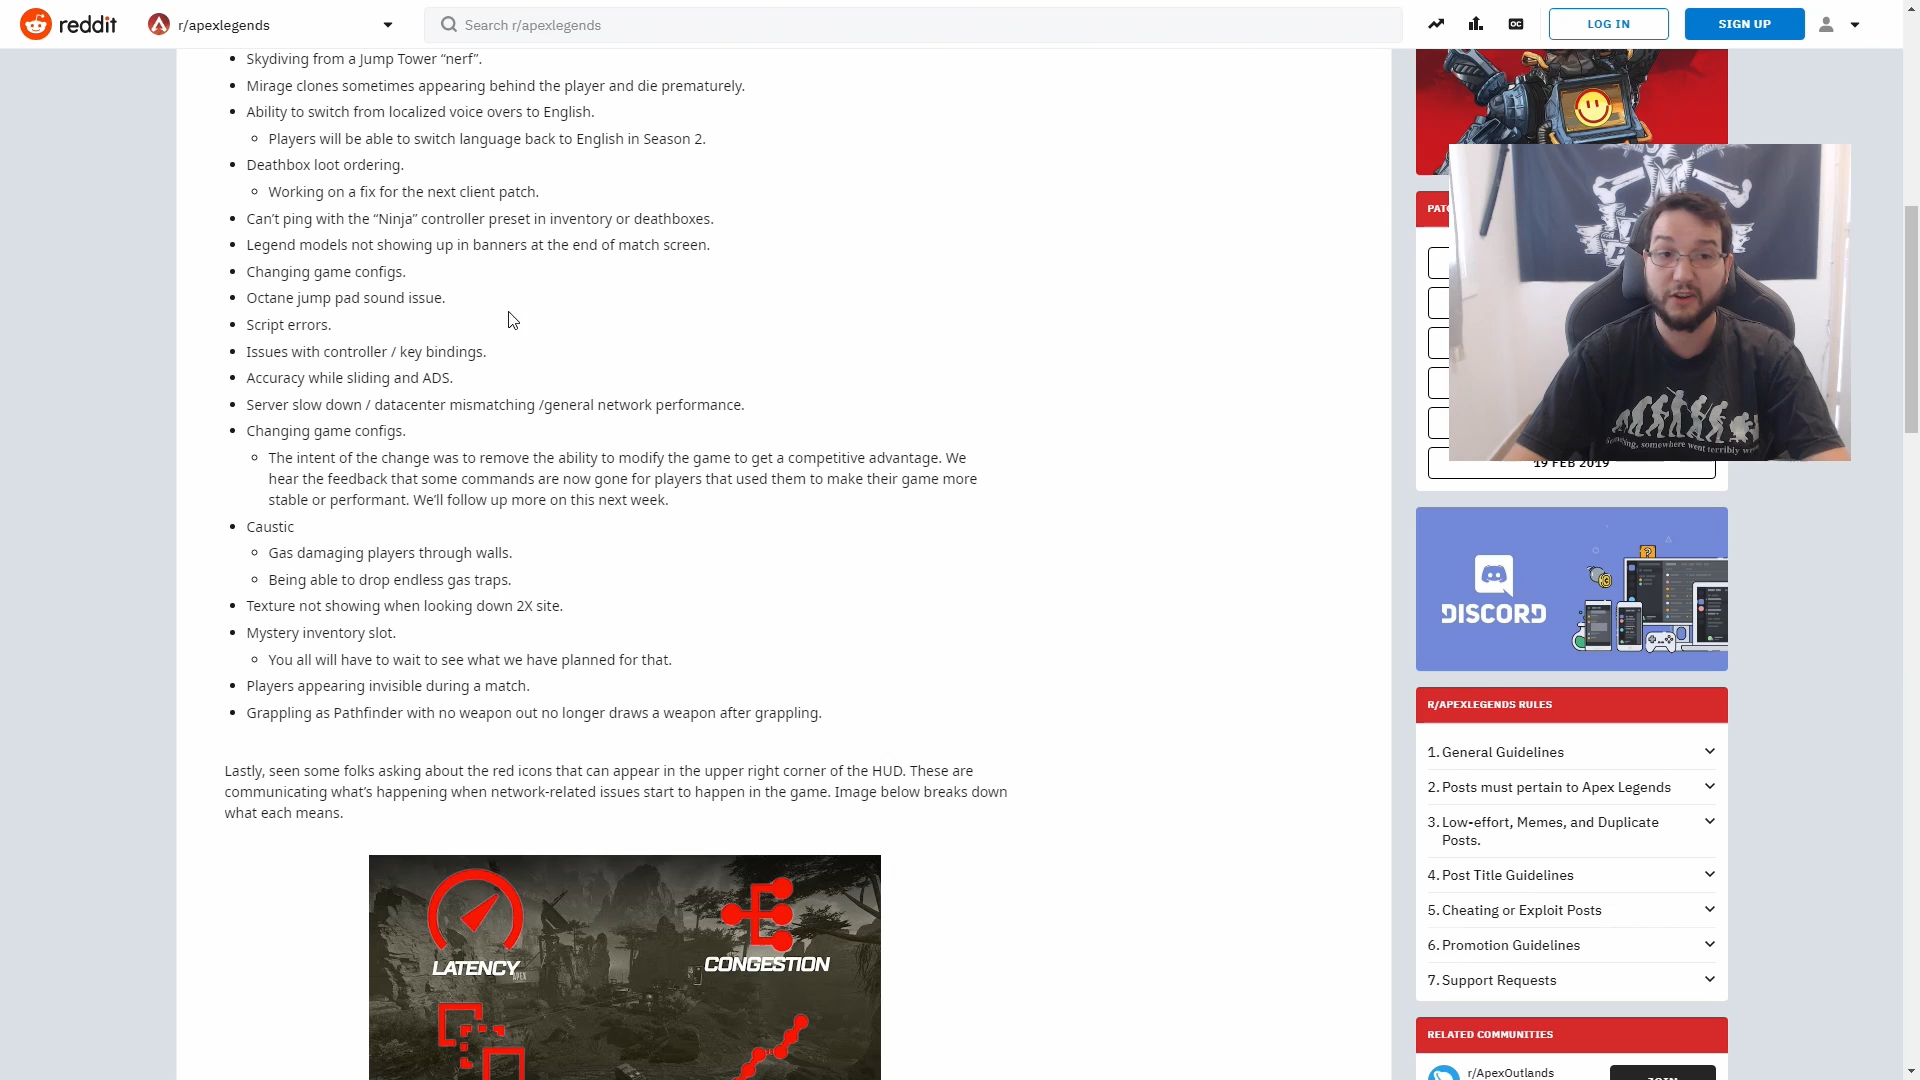 reddit
r/apexlegends
Search r/apexlegends
LOG IN
SIGN UP
Skydiving from a Jump Tower “nerf”.
Mirage clones sometimes appearing behind the player and die prematurely.
Ability to switch from localized voice overs to English.
Players will be able to switch language back to English in Season 2.
Deathbox loot ordering.
Working on a fix for the next client patch.
Can’t ping with the “Ninja” controller preset in inventory or deathboxes.
Legend models not showing up in banners at the end of match screen.
Changing game configs.
Octane jump pad sound issue.
Script errors.
Issues with controller / key bindings.
Accuracy while sliding and ADS.
Server slow down / datacenter mismatching /general network performance.
Changing game configs.
The intent of the change was to remove the ability to modify the game to get a competitive advantage. We
hear the feedback that some commands are now gone for players that used them to make their game more
stable or performant. We’ll follow up more on this next week.
Caustic
Gas damaging players through walls.
Being able to drop endless gas traps.
Texture not showing when looking down 2X site.
Mystery inventory slot.
You all will have to wait to see what we have planned for that.
Players appearing invisible during a match.
Grappling as Pathfinder with no weapon out no longer draws a weapon after grappling.
Lastly, seen some folks asking about the red icons that can appear in the upper right corner of the HUD. These are
communicating what’s happening when network-related issues start to happen in the game. Image below breaks down
what each means.
LATENCY
CONGESTION
PATC
something, somewhere went terribly
19 FEB 2019
DISCORD
R/APEXLEGENDS RULES
1. General Guidelines
2. Posts must pertain to Apex Legends
3. Low-effort, Memes, and Duplicate
Posts.
4. Post Title Guidelines
5. Cheating or Exploit Posts
6. Promotion Guidelines
7. Support Requests
RELATED COMMUNITIES
r/ApexOutlands
JOIN